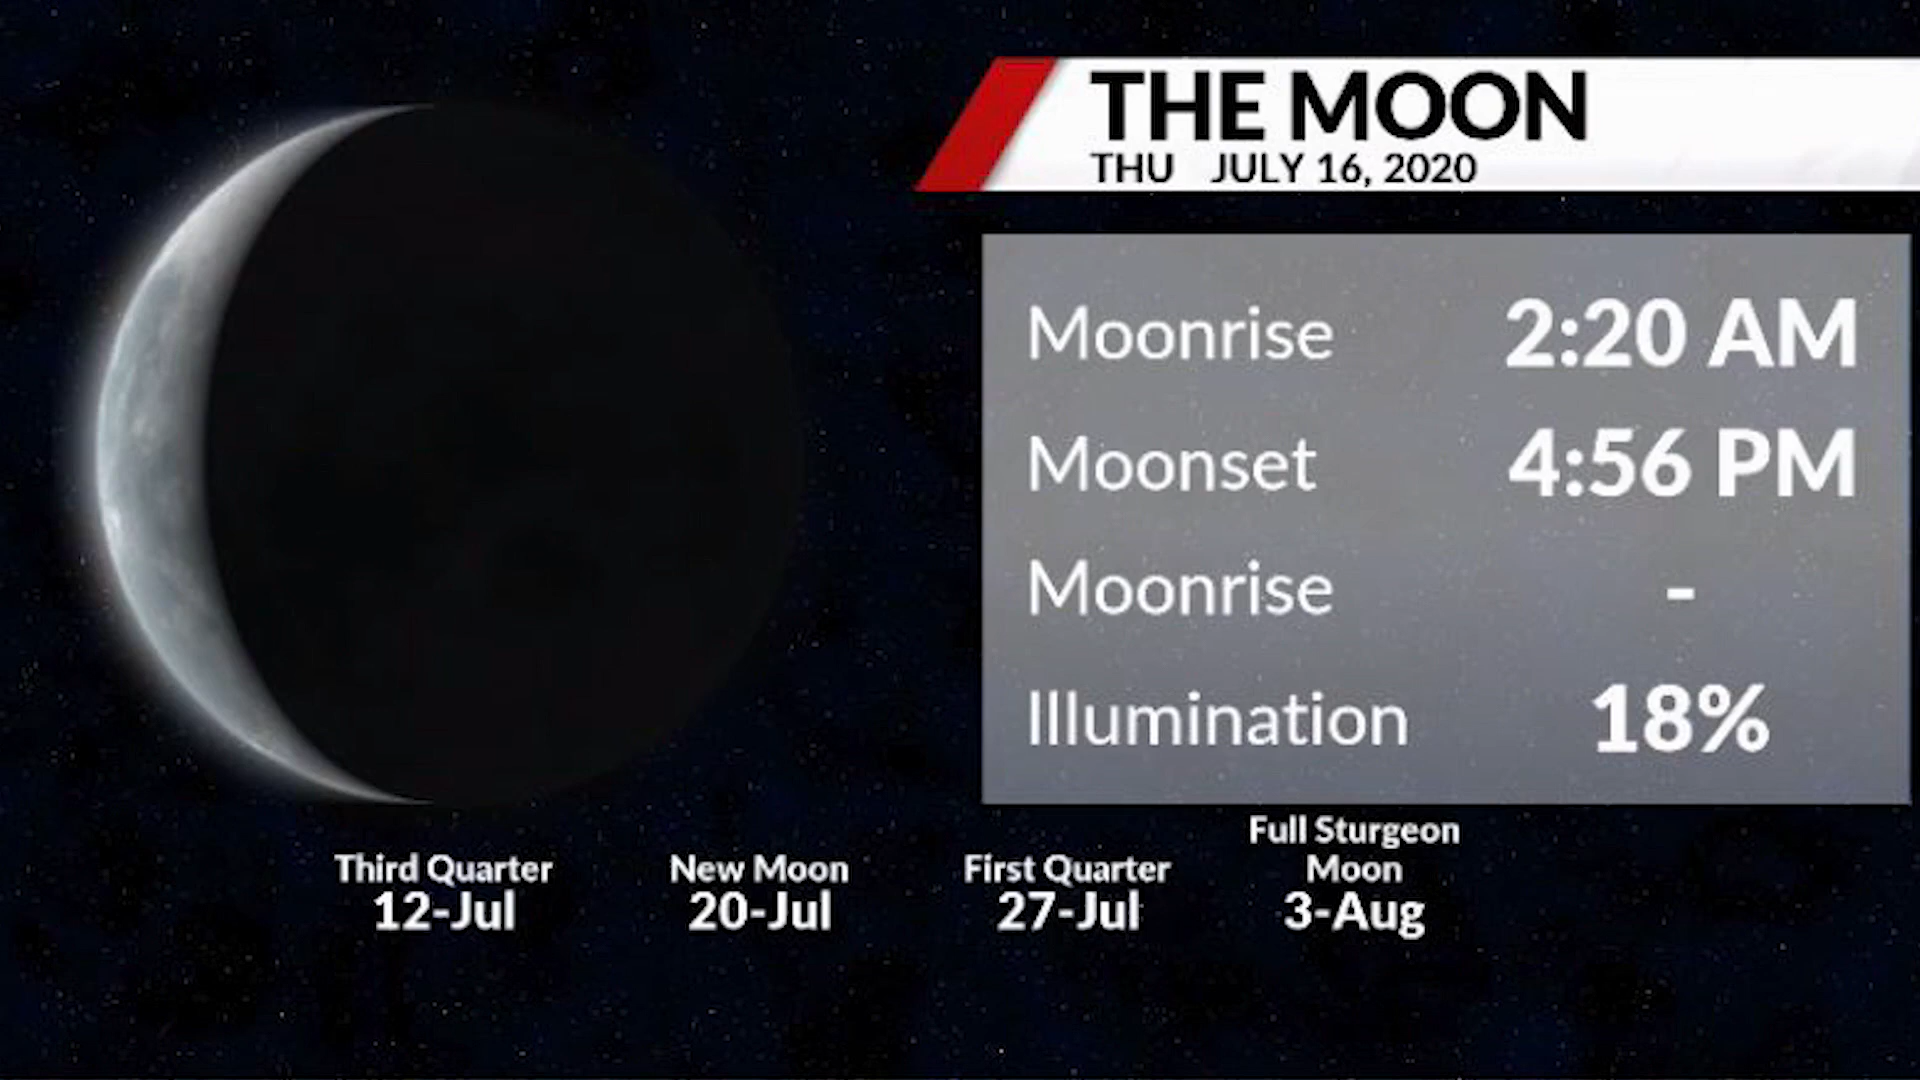 THE MOON
THU JULY 16, 2020
Moonrise 2:20 AM
Moonset 4:56 PM
Moonrise -
Illumination 18%
Third Quarter
12-Jul
New Moon
20-Jul
First Quarter
27-Jul
Full Sturgeon
Moon
3-Aug